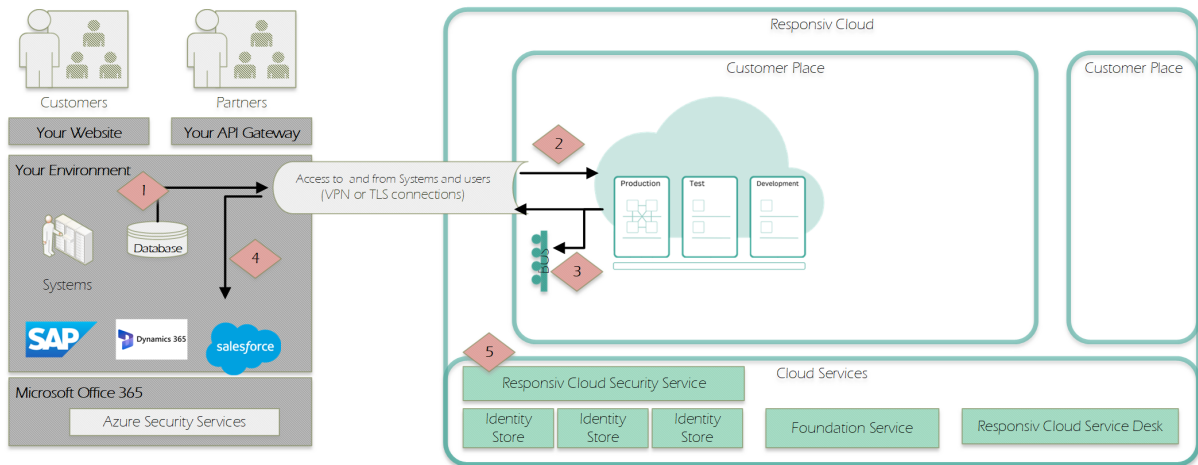 Customers
Partners
Your Website
Your API Gateway
Your Environment
1
Database
Systems
4
SAP
Dynamics 365
salesforce
Microsoft Office 365
Azure Security Services
Access to and from Systems and users
(VPN or TLS connections)
Responsiv Cloud
Customer Place
Customer Place
2
Production
Test
Development
BUS
3
5
Cloud Services
Responsiv Cloud Security Service
Identity
Store
Identity
Store
Identity
Store
Foundation Service
Responsiv Cloud Service Desk